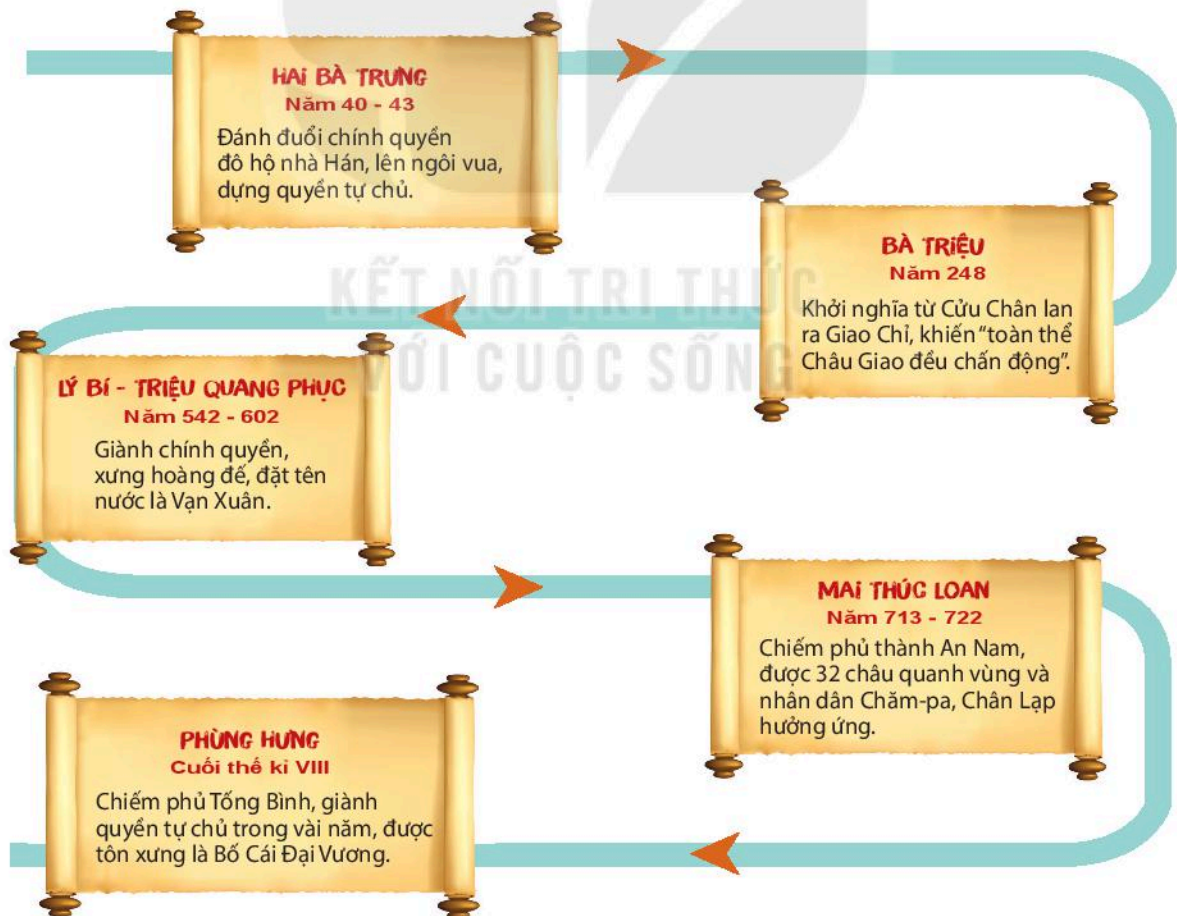 HAI BÀ TRƯNG
Năm 40 - 43
Đánh đuổi chính quyền
đô hộ nhà Hán, lên ngôi vua,
dựng quyền tự chủ.
BÀ TRIỆU
Năm 248
Khởi nghĩa từ Cửu Chân lan
ra Giao Chỉ, khiến "toàn thể
Châu Giao đều chấn động".
KẾT NỐI TRI THỨC
VỚI CUỘC SỐNG
LÝ BÍ - TRIỆU QUANG PHỤC
Năm 542 - 602
Giành chính quyền,
xưng hoàng đế, đặt tên
nước là Vạn Xuân.
MAI THÚC LOAN
Năm 713 - 722
Chiếm phủ thành An Nam,
được 32 châu quanh vùng và
nhân dân Chăm-pa, Chân Lạp
hưởng ứng.
PHÙNG HƯNG
Cuối thế kỉ VIII
Chiếm phủ Tống Bình, giành
quyền tự chủ trong vài năm, được
tôn xưng là Bố Cái Đại Vương.